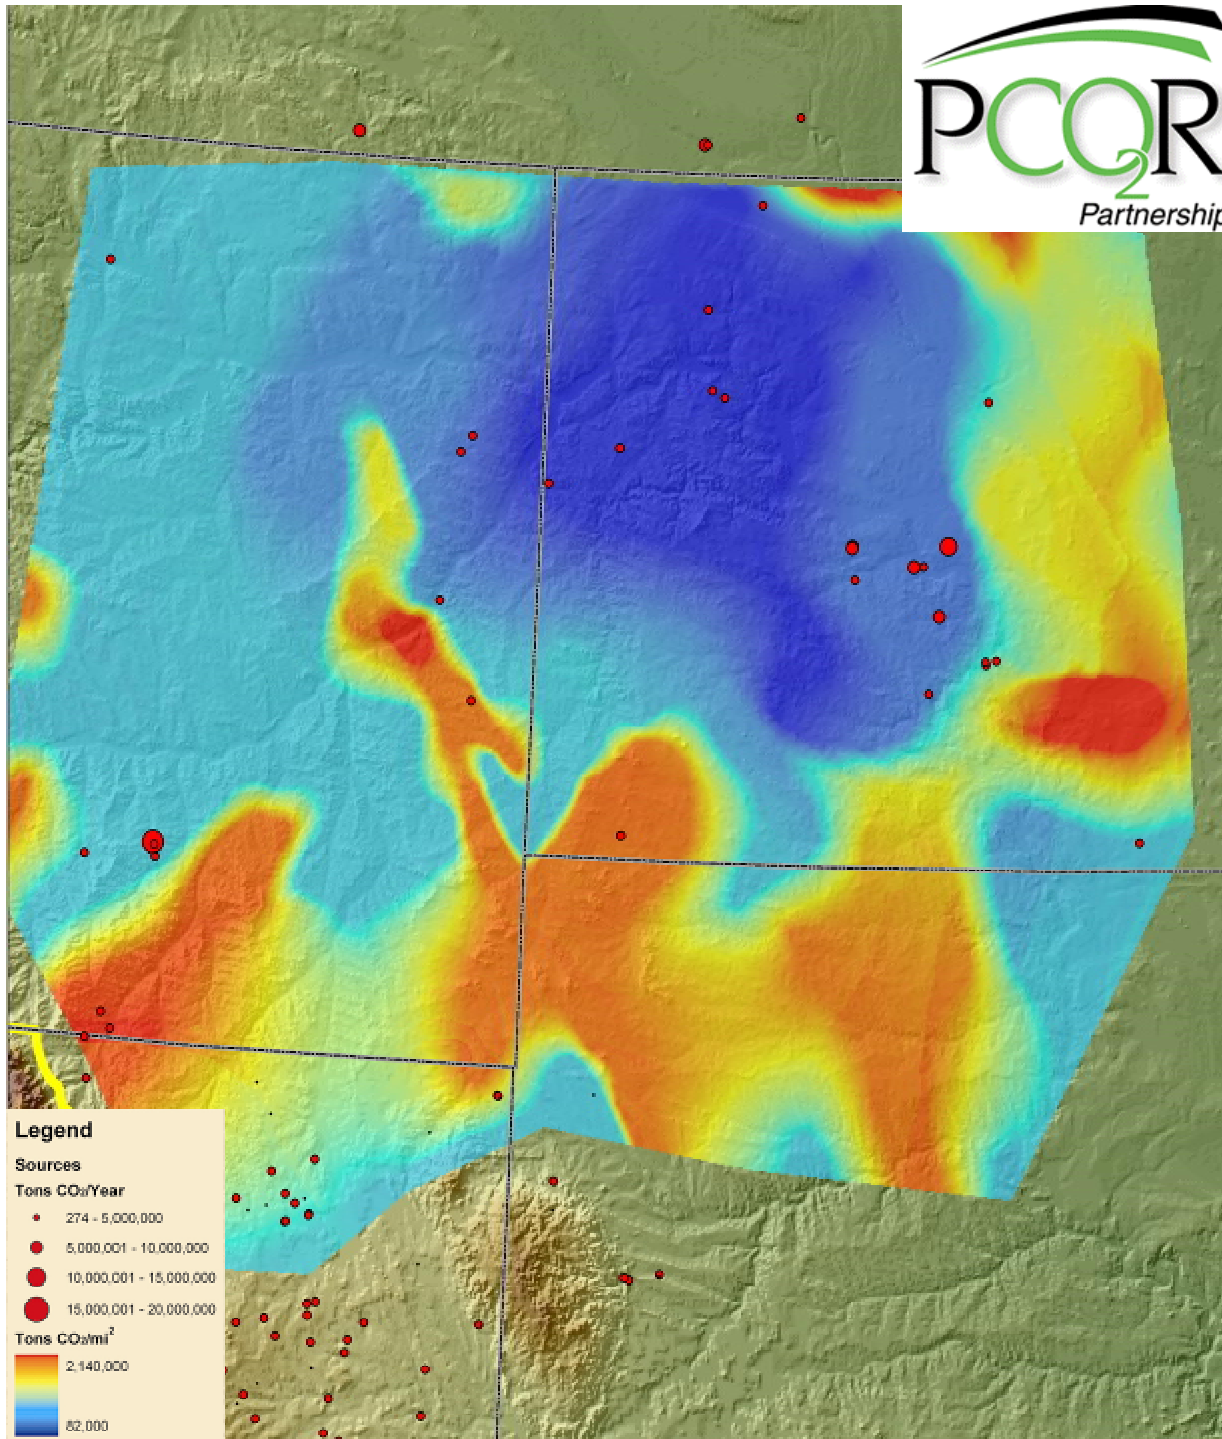 PCO2R
Partnership
Legend
Sources
Tons CO₂/Year
274 - 5,000,000
5,000,001 - 10,000,000
10,000,001 - 15,000,000
15,000,001 - 20,000,000
Tons CO₂/mi²
2,140,000
82,000